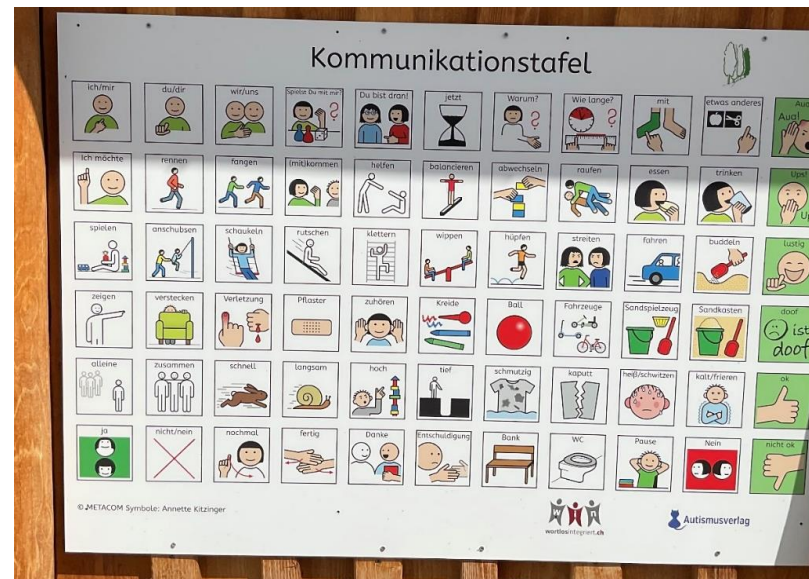 Kommunikationstafel
ich/mir
du/dir
wir/uns
Spielst Du mit mir?
Du bist dran!
jetzt
Warum?
Wie lange?
mit
etwas anderes
Aua!
ich möchte
rennen
fangen
(mit)kommen
helfen
balancieren
abwechseln
raufen
essen
trinken
Ups!
spielen
anschubsen
schaukeln
rutschen
klettern
wippen
hüpfen
streiten
fahren
buddeln
lustig
zeigen
verstecken
Verletzung
Pflaster
zuhören
Kreide
Ball
Fahrzeuge
Sandspielzeug
Sandkasten
doof
ist
doof
alleine
zusammen
schnell
langsam
hoch
tief
schmutzig
kaputt
heiß/schwitzen
kalt/frieren
ok
ja
nicht/nein
nochmal
fertig
Danke
Entschuldigung
Bank
WC
Pause
Nein
nicht ok
© METACOM Symbole: Annette Kitzinger
win
wortlosintegriert.ch
Autismusverlag